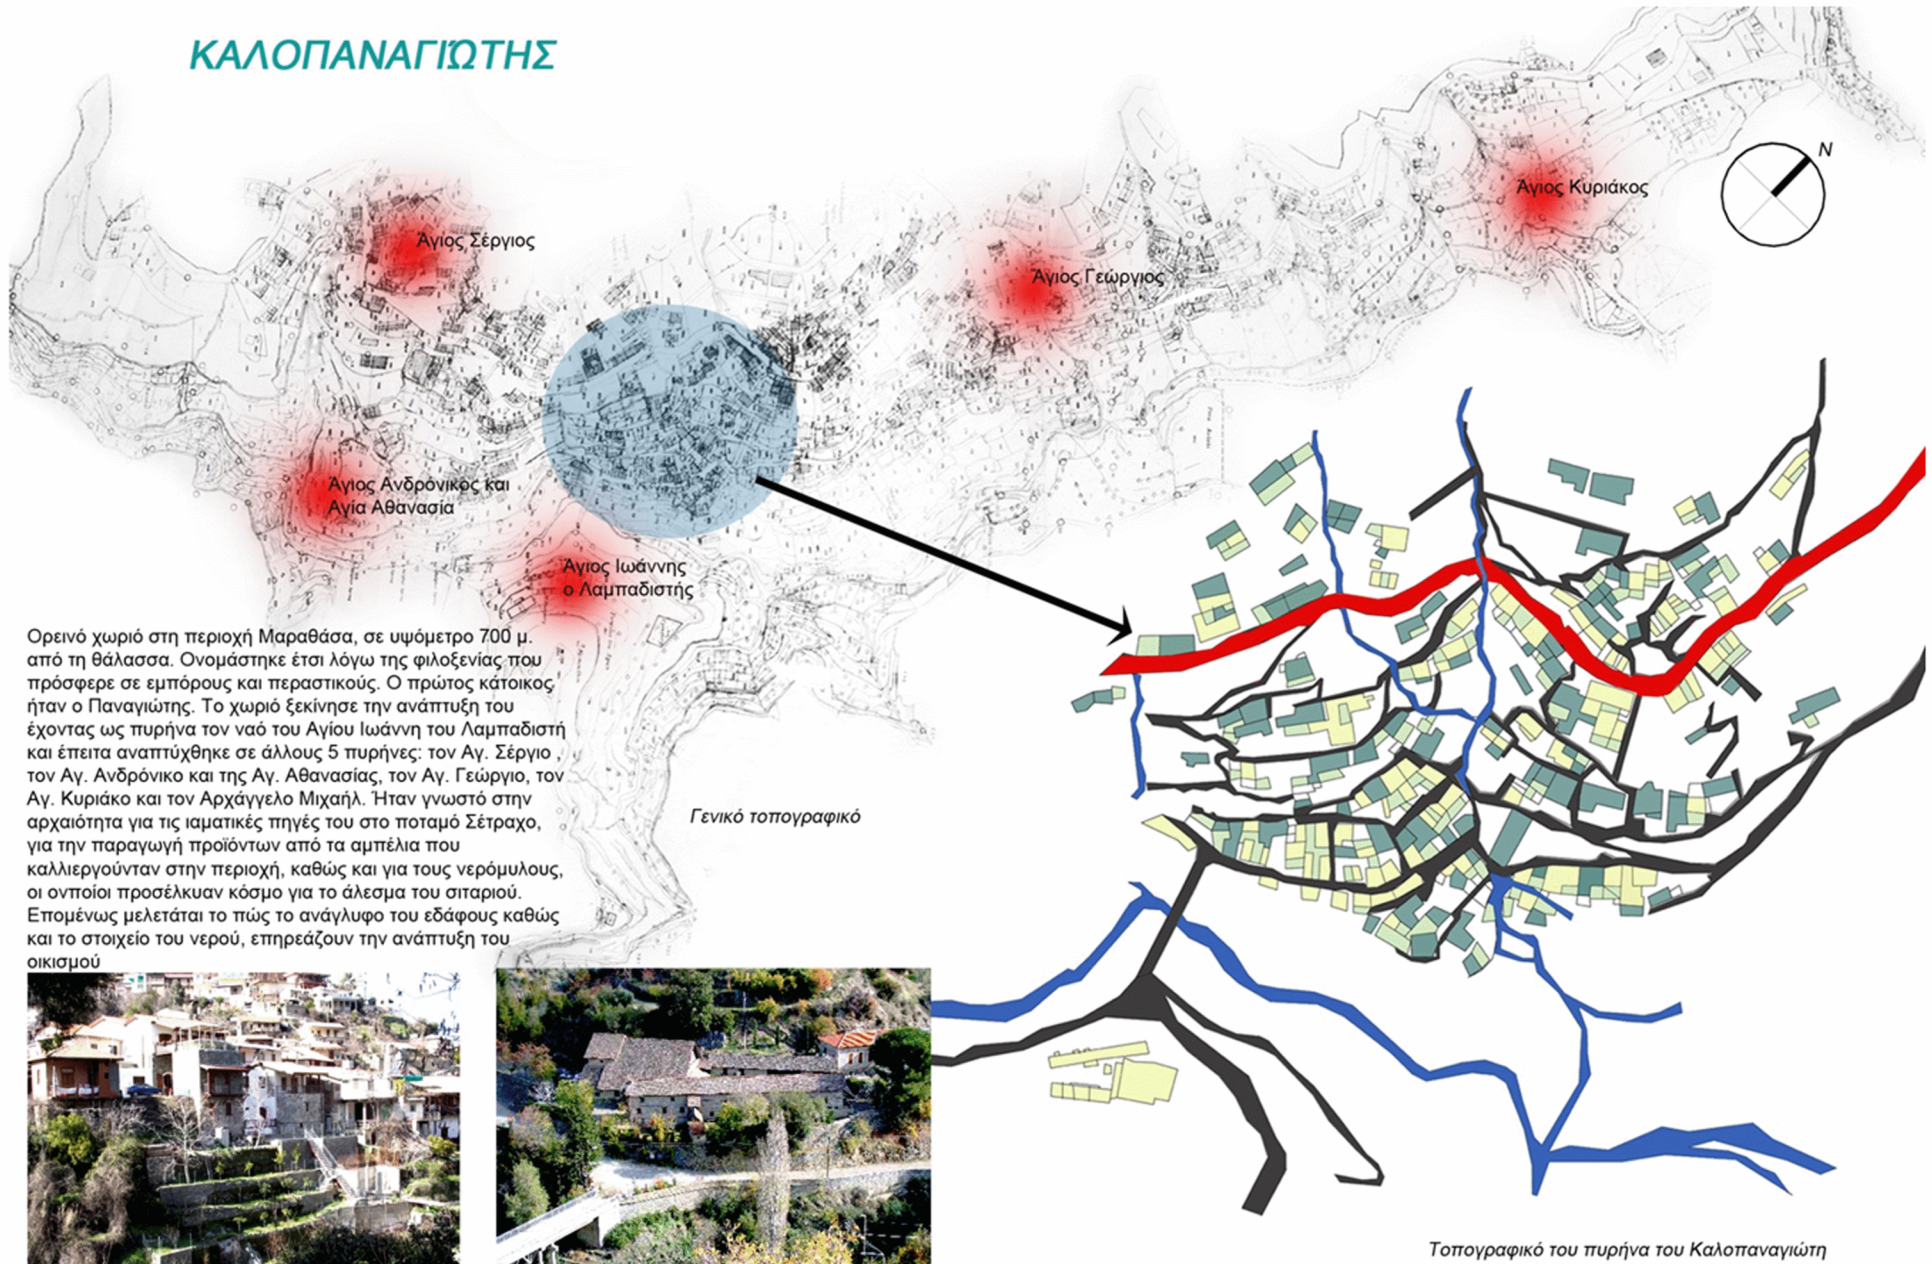 ΚΑΛΟΠΑΝΑΓΙΏΤΗΣ
N
Άγιος Κυριάκος
Άγιος Σέργιος
Άγιος Γεώργιος
Άγιος Ανδρόνικος και
Αγία Αθανασία
Άγιος Ιωάννης
ο Λαμπαδιστής
Ορεινό χωριό στη περιοχή Μαραθάσα, σε υψόμετρο 700 μ.
από τη θάλασσα. Ονομάστηκε έτσι λόγω της φιλοξενίας που
πρόσφερε σε εμπόρους και περαστικούς. Ο πρώτος κάτοικος
ήταν ο Παναγιώτης. Το χωριό ξεκίνησε την ανάπτυξη του
έχοντας ως πυρήνα τον ναό του Αγίου Ιωάννη του Λαμπαδιστή
και έπειτα αναπτύχθηκε σε άλλους 5 πυρήνες: τον Αγ. Σέργιο ,
τον Αγ. Ανδρόνικο και της Αγ. Αθανασίας, τον Αγ. Γεώργιο, τον
Αγ. Κυριάκο και τον Αρχάγγελο Μιχαήλ. Ήταν γνωστό στην
αρχαιότητα για τις ιαματικές πηγές του στο ποταμό Σέτραχο,
για την παραγωγή προϊόντων από τα αμπέλια που
καλλιεργούνταν στην περιοχή, καθώς και για τους νερόμυλους,
οι ονποίοι προσέλκυαν κόσμο για το άλεσμα του σιταριού.
Επομένως μελετάται το πώς το ανάγλυφο του εδάφους καθώς
και το στοιχείο του νερού, επηρεάζουν την ανάπτυξη του
οικισμού
Γενικό τοπογραφικό
Τοπογραφικό του πυρήνα του Καλοπαναγιώτη